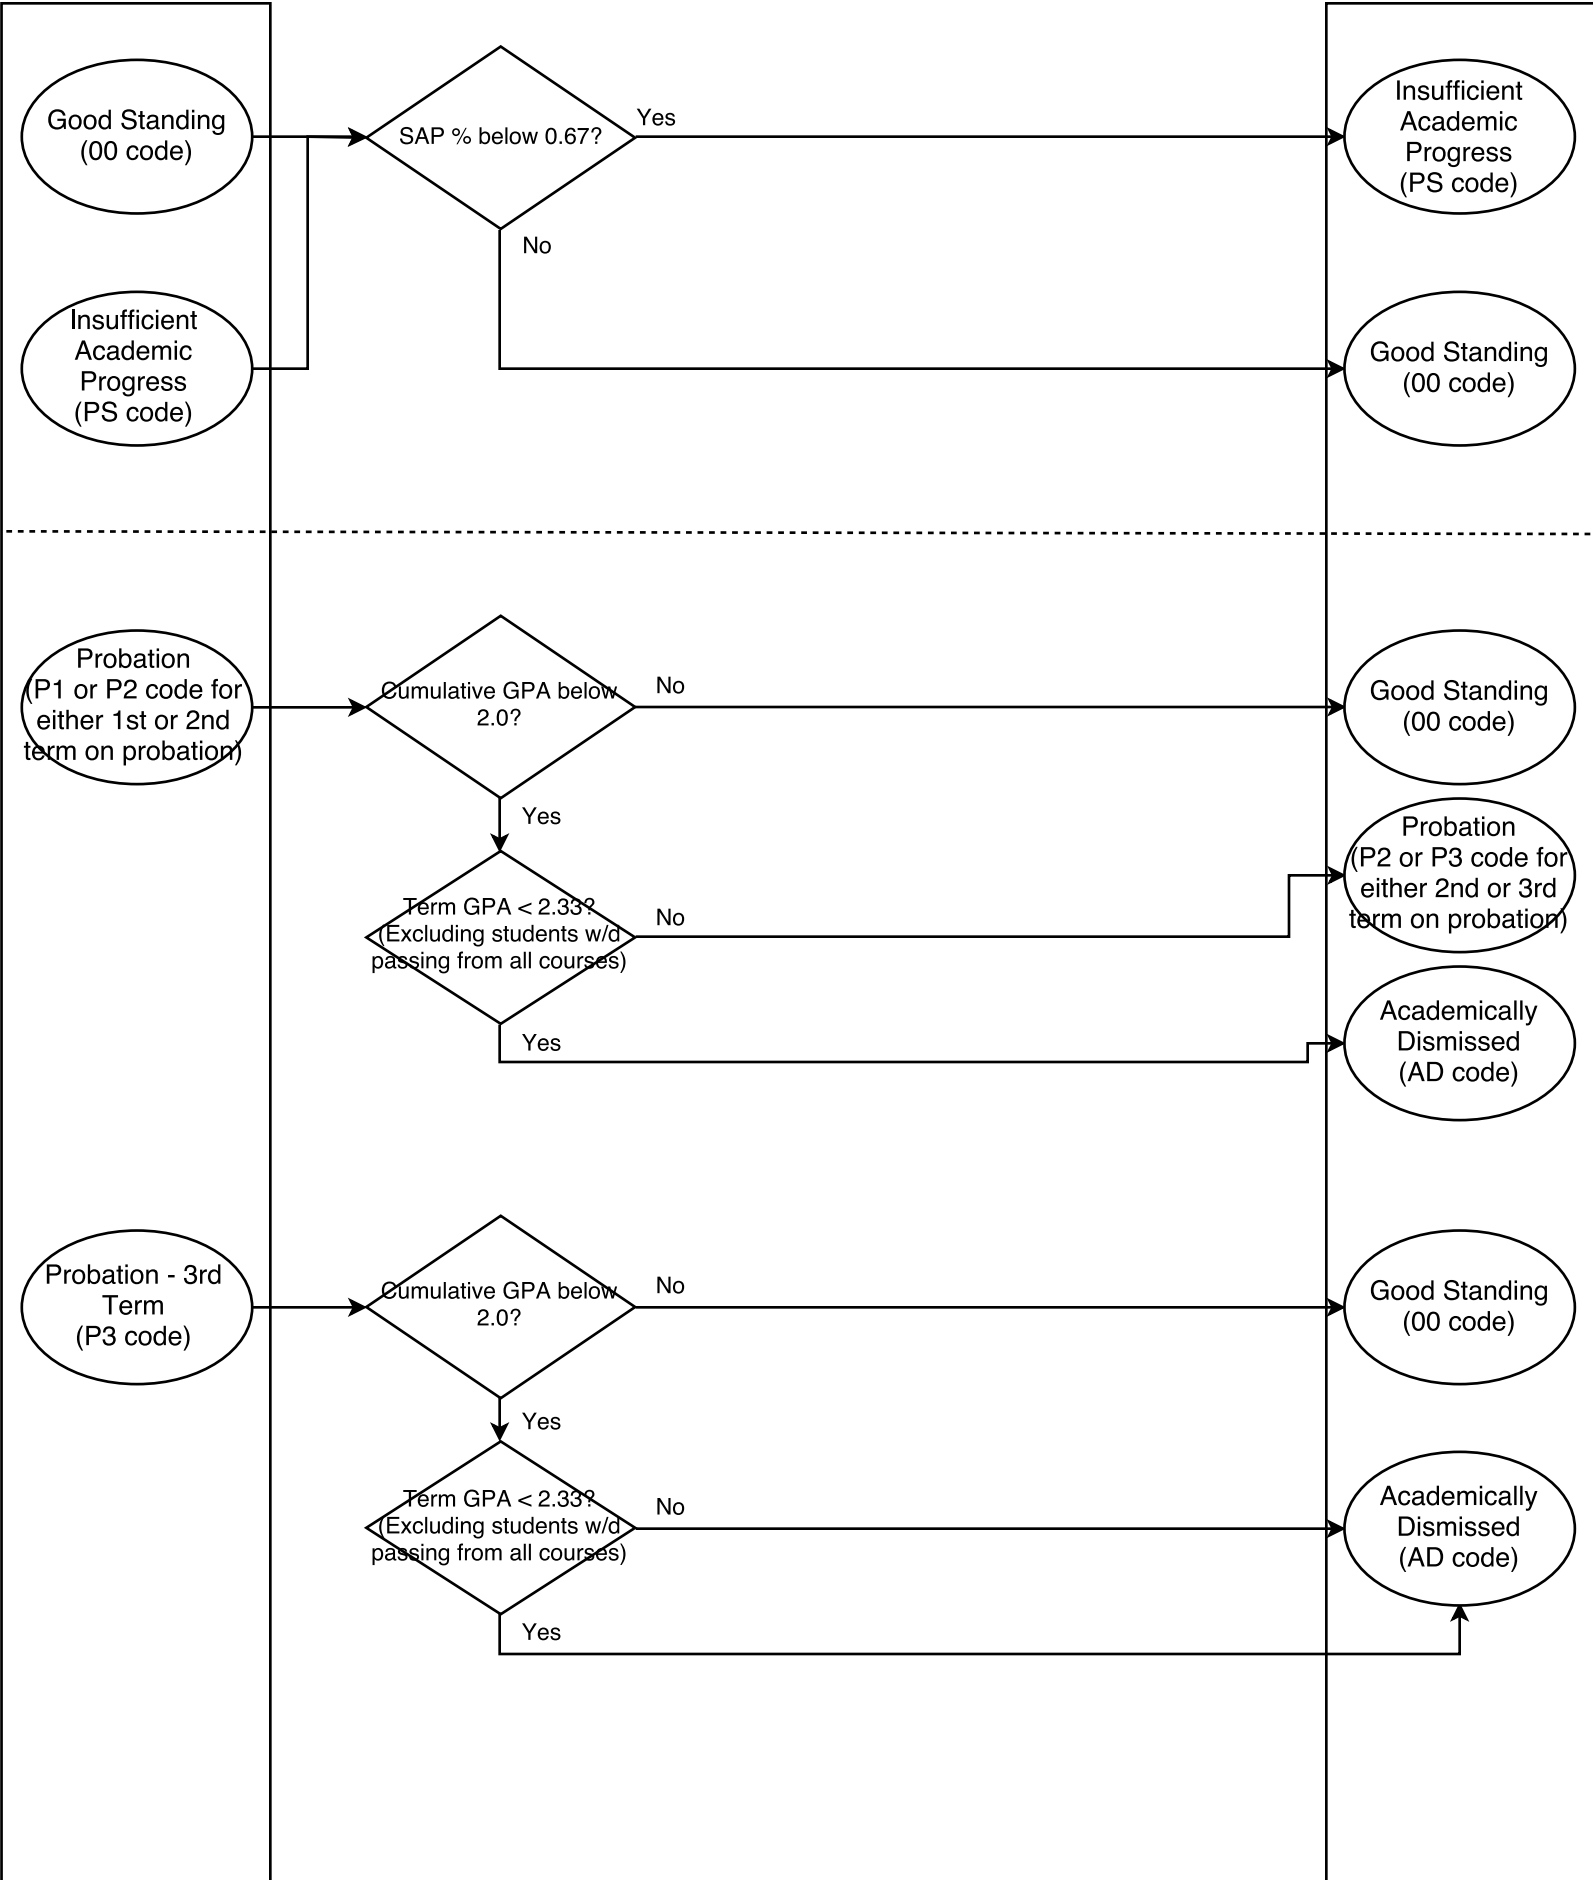 Good Standing
(00 code)
SAP % below 0.67?
Yes
No
Insufficient
Academic
Progress
(PS code)
Insufficient
Academic
Progress
(PS code)
Good Standing
(00 code)
Probation
(P1 or P2 code for
either 1st or 2nd
term on probation)
Cumulative GPA below
2.0?
No
Yes
Good Standing
(00 code)
Term GPA < 2.33?
(Excluding students w/d
passing from all courses)
No
Yes
Probation
(P2 or P3 code for
either 2nd or 3rd
term on probation)
Academically
Dismissed
(AD code)
Probation - 3rd
Term
(P3 code)
Cumulative GPA below
2.0?
No
Yes
Good Standing
(00 code)
Term GPA < 2.33?
(Excluding students w/d
passing from all courses)
No
Yes
Academically
Dismissed
(AD code)